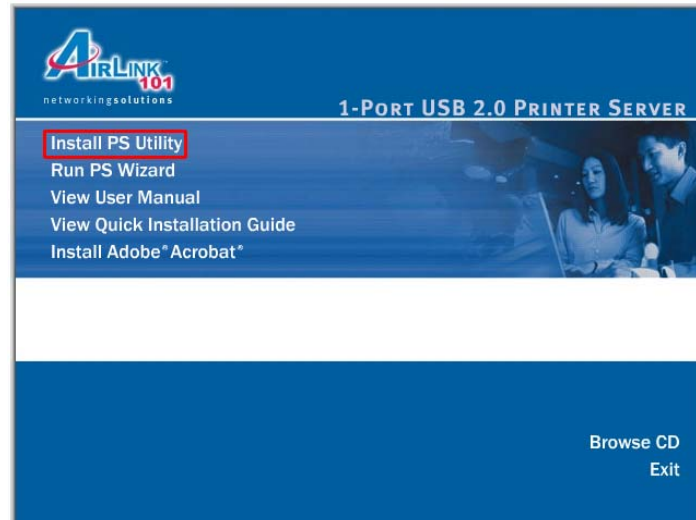 AIRLINK
101
networkingsolutions
1-PORT USB 2.0 PRINTER SERVER
Install PS Utility
Run PS Wizard
View User Manual
View Quick Installation Guide
Install Adobe® Acrobat®
Browse CD
Exit